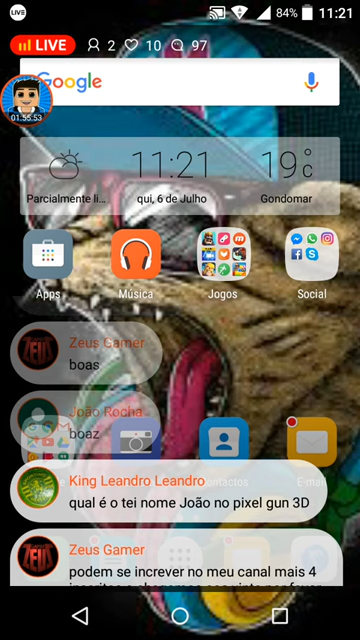 LIVE
84% 11:21
LIVE 2 10 97
Google
01:55:53
11:21 19°C
Parcialmente li... qui, 6 de Julho Gondomar
Apps Música Jogos Social
Zeus Gamer
boas
João Rocha
boaz
ontactos E-mail
King Leandro Leandro
qual é o tei nome João no pixel gun 3D
Zeus Gamer
podem se increver no meu canal mais 4